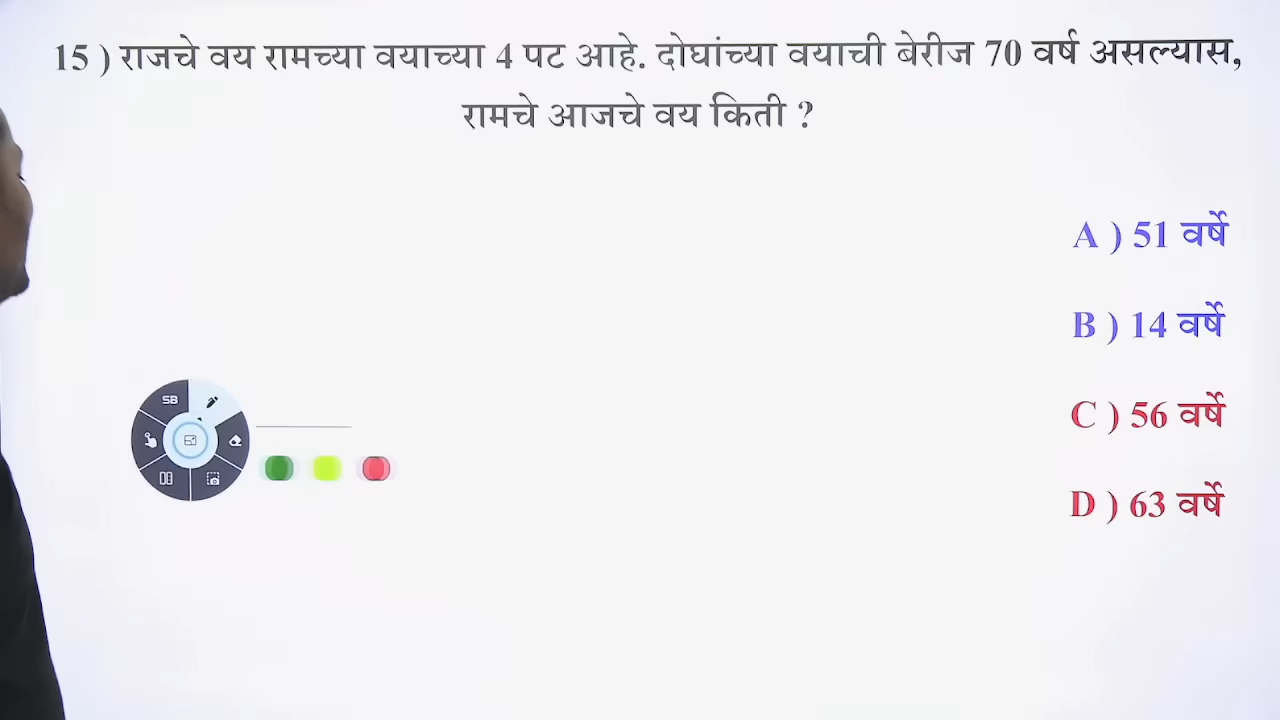 15 ) राजचे वय रामच्या वयाच्या 4 पट आहे. दोघांच्या वयाची बेरीज 70 वर्ष असल्यास,
रामचे आजचे वय किती ?
A ) 51 वर्षे
B ) 14 वर्षे
C ) 56 वर्षे
D ) 63 वर्षे
SB